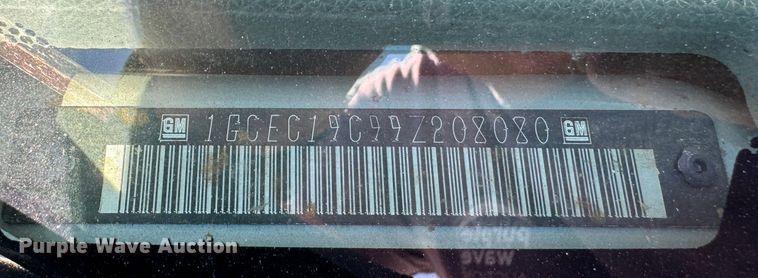 GM 1GCEC19C99Z208080 GM
Purple Wave Auction